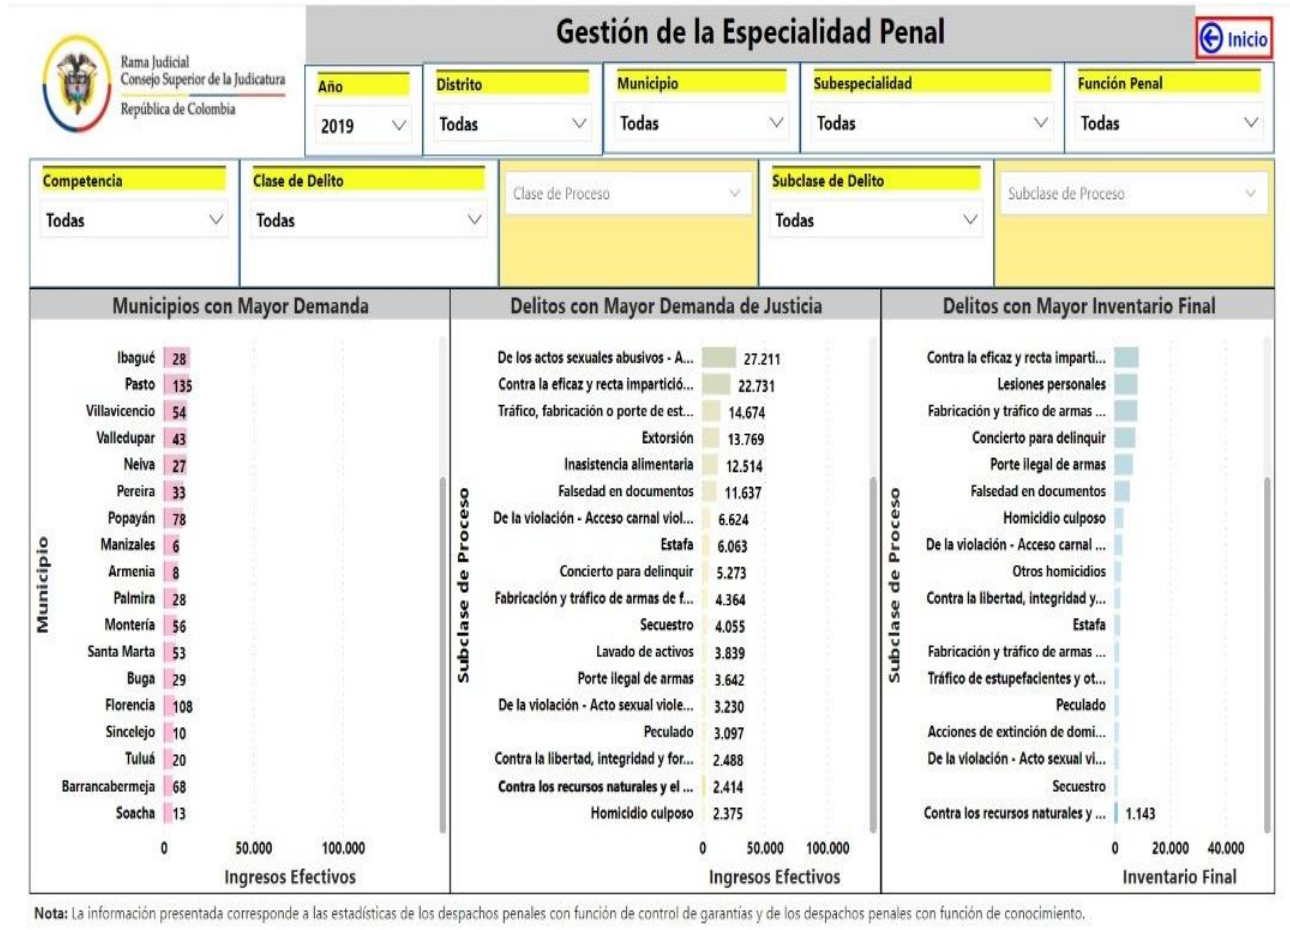 Gestión de la Especialidad Penal
Inicio
Rama Judicial
Consejo Superior de la Judicatura
República de Colombia
Año
2019
Distrito
Todas
Municipio
Todas
Subespecialidad
Todas
Función Penal
Todas
Competencia
Todas
Clase de Delito
Todas
Clase de Proceso
Subclase de Delito
Todas
Subclase de Proceso
Municipios con Mayor Demanda
Municipio
Ibagué 28
Pasto 135
Villavicencio 54
Valledupar 43
Neiva 27
Pereira 33
Popayán 78
Manizales 6
Armenia 8
Palmira 28
Montería 56
Santa Marta 53
Buga 29
Florencia 108
Sincelejo 10
Tuluá 20
Barrancabermeja 68
Soacha 13
0 50.000 100.000
Ingresos Efectivos
Delitos con Mayor Demanda de Justicia
Subclase de Proceso
De los actos sexuales abusivos - A... 27.211
Contra la eficaz y recta impartició... 22.731
Tráfico, fabricación o porte de est... 14.674
Extorsión 13.769
Inasistencia alimentaria 12.514
Falsedad en documentos 11.637
De la violación - Acceso carnal viol... 6.624
Estafa 6.063
Concierto para delinquir 5.273
Fabricación y tráfico de armas de f... 4.364
Secuestro 4.055
Lavado de activos 3.839
Porte ilegal de armas 3.642
De la violación - Acto sexual viole... 3.230
Peculado 3.097
Contra la libertad, integridad y for... 2.488
Contra los recursos naturales y el ... 2.414
Homicidio culposo 2.375
0 50.000 100.000
Ingresos Efectivos
Delitos con Mayor Inventario Final
Subclase de Proceso
Contra la eficaz y recta imparti...
Lesiones personales
Fabricación y tráfico de armas ...
Concierto para delinquir
Porte ilegal de armas
Falsedad en documentos
Homicidio culposo
De la violación - Acceso carnal ...
Otros homicidios
Contra la libertad, integridad y...
Estafa
Fabricación y tráfico de armas ...
Tráfico de estupefacientes y ot...
Peculado
Acciones de extinción de domi...
De la violación - Acto sexual vi...
Secuestro
Contra los recursos naturales y ... 1.143
0 20.000 40.000
Inventario Final
Nota: La información presentada corresponde a las estadísticas de los despachos penales con función de control de garantías y de los despachos penales con función de conocimiento.